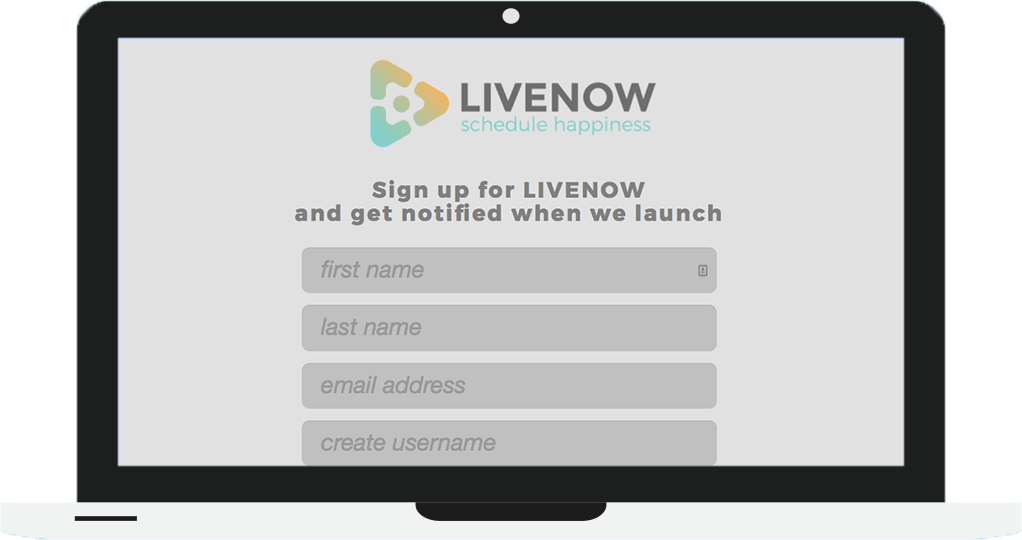 LIVENOW
schedule happiness
Sign up for LIVENOW
and get notified when we launch
first name
last name
email address
create username